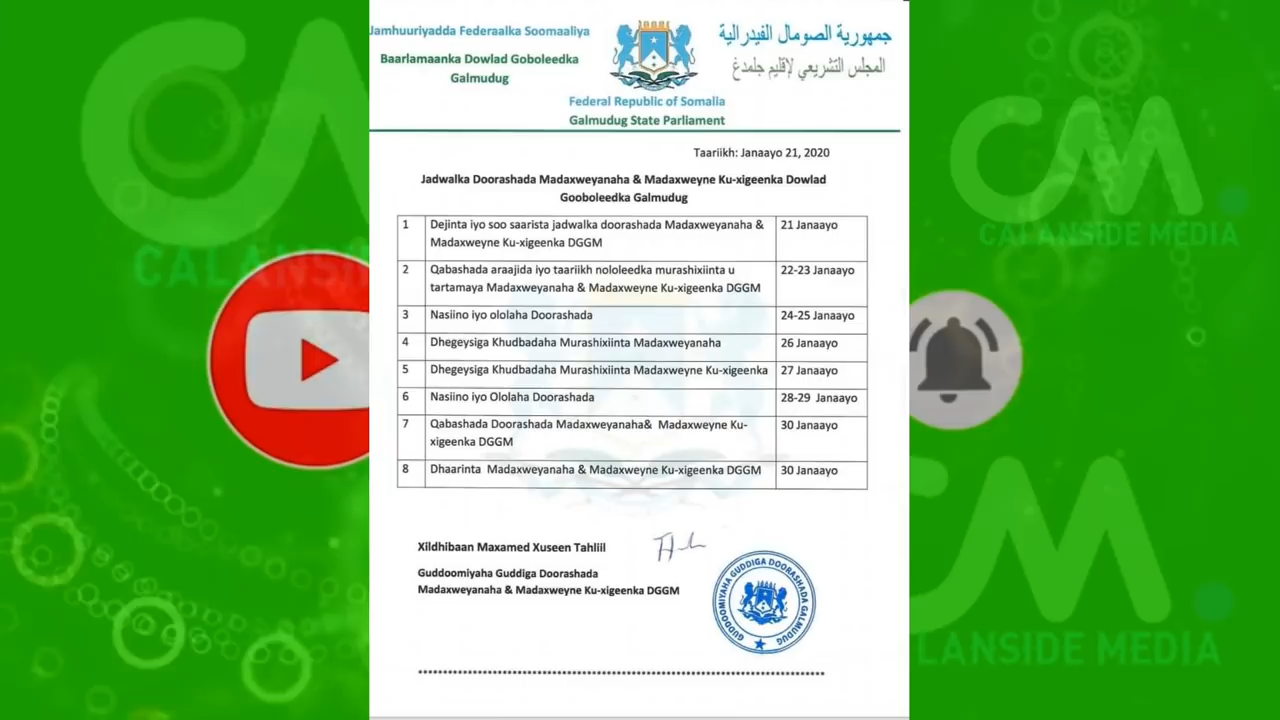 Jamhuuriyadda Federaalka Soomaaliya
Baarlamaanka Dowlad Goboleedka
Galmudug
جمهورية الصومال الفيدرالية
المجلس التشريعي لإقليم جلمدغ
Federal Republic of Somalia
Galmudug State Parliament
Taariikh: Janaayo 21, 2020
Jadwalka Doorashada Madaxweyanaha & Madaxweyne Ku-xigeenka Dowlad
Gooboleedka Galmudug
1 Dejinta iyo soo saarista jadwalka doorashada Madaxweyanaha & 21 Janaayo
Madaxweyne Ku-xigeenka DGGM
2 Qabashada araajida iyo taariikh nololeedka murashixiinta u 22-23 Janaayo
tartamaya Madaxweyanaha & Madaxweyne Ku-xigeenka DGGM
3 Nasiino iyo ololaha Doorashada 24-25 Janaayo
4 Dhegeysiga Khudbadaha Murashixiinta Madaxweyanaha 26 Janaayo
5 Dhegeysiga Khudbadaha Murashixiinta Madaxweyne Ku-xigeenka 27 Janaayo
6 Nasiino iyo Ololaha Doorashada 28-29 Janaayo
7 Qabashada Doorashada Madaxweyanaha& Madaxweyne Ku- 30 Janaayo
xigeenka DGGM
8 Dhaarinta Madaxweyanaha & Madaxweyne Ku-xigeenka DGGM 30 Janaayo
Xildhibaan Maxamed Xuseen Tahliil
Guddoomiyaha Guddiga Doorashada
Madaxweyanaha & Madaxweyne Ku-xigeenka DGGM
GUDDOOMIYAHA GUDDIGA DOORASHADA GALMUDUG
CM
CALANSIDE MEDIA
CM
CALANSIDE MEDIA